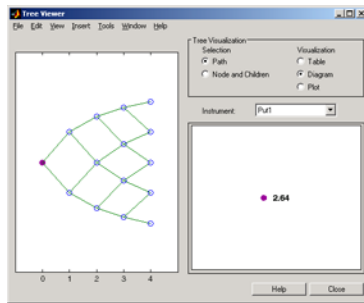 Tree Viewer
File Edit View Insert Tools Window Help
Tree Visualization
Selection
Visualization
Path
Table
Node and Children
Diagram
Plot
Instrument:
Put1
2.64
0 1 2 3 4
Help
Close